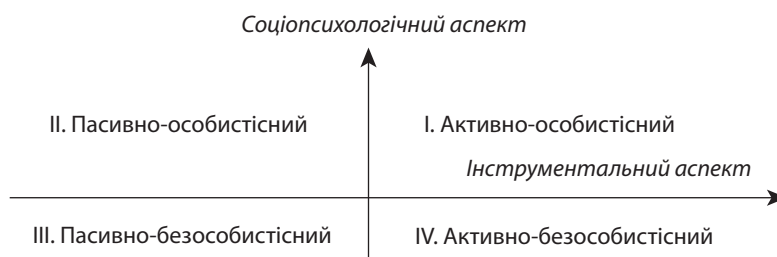 Соціопсихологічний аспект
II. Пасивно-особистісний
I. Активно-особистісний
Інструментальний аспект
III. Пасивно-безособистісний
IV. Активно-безособистісний